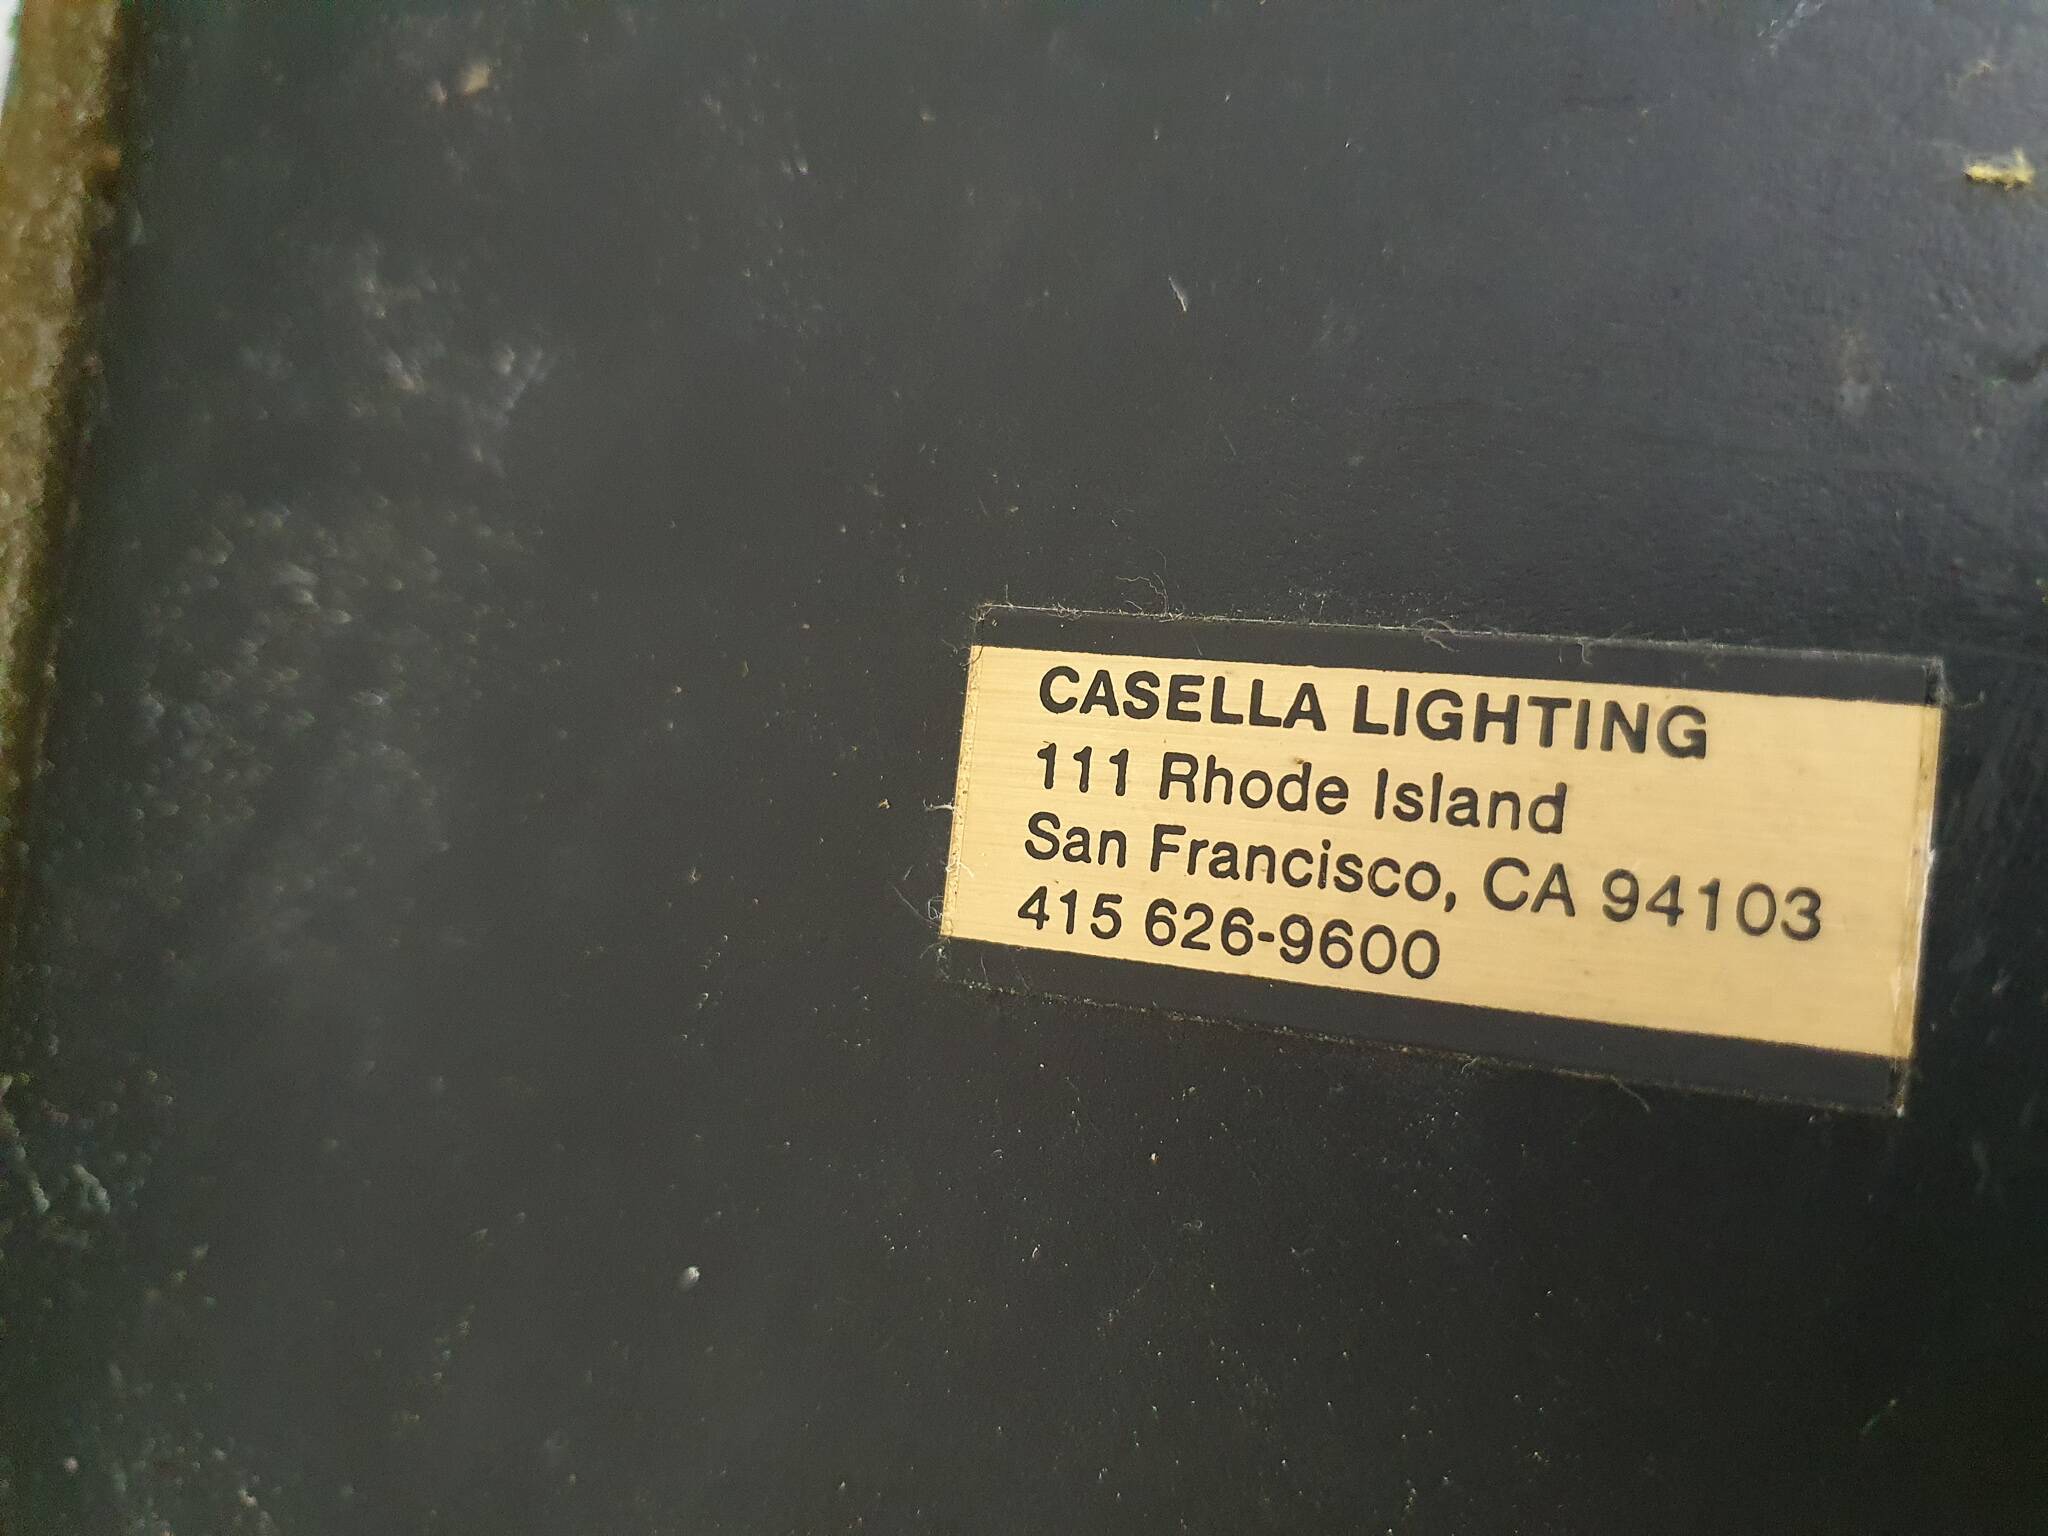 CASELLA LIGHTING
111 Rhode Island
San Francisco, CA 94103
415 626-9600